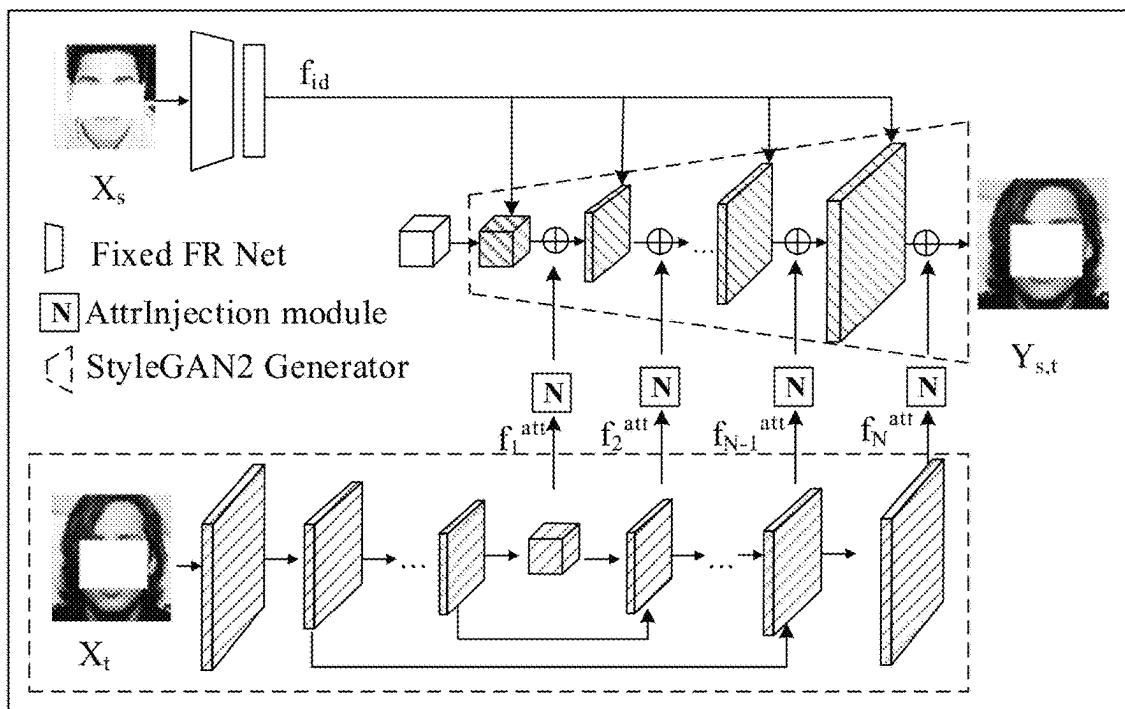 f_id
X_s
Fixed FR Net
N AttrInjection module
StyleGAN2 Generator
...
Y_s,t
N N N N
f_1^att f_2^att f_N-1^att f_N^att
... ...
X_t